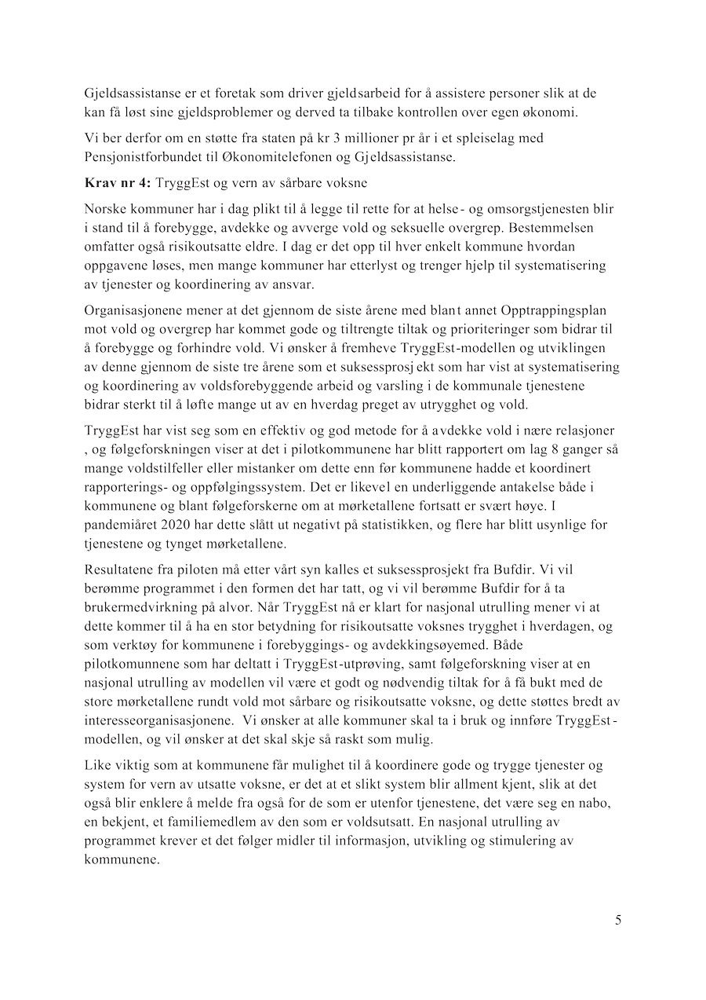 Gjeldsassistanse er et foretak som driver gjeldsarbeid for å assistere personer slik at de
kan få løst sine gjeldsproblemer og derved ta tilbake kontrollen over egen økonomi.
Vi ber derfor om en støtte fra staten på kr 3 millioner pr år i et spleiselag med
Pensjonistforbundet til Økonomitelefonen og Gjeldsassistanse.
Krav nr 4: TryggEst og vern av sårbare voksne
Norske kommuner har i dag plikt til å legge til rette for at helse- og omsorgstjenesten blir
i stand til å forebygge, avdekke og avverge vold og seksuelle overgrep. Bestemmelsen
omfatter også risikoutsatte eldre. I dag er det opp til hver enkelt kommune hvordan
oppgavene løses, men mange kommuner har etterlyst og trenger hjelp til systematisering
av tjenester og koordinering av ansvar.
Organisasjonene mener at det gjennom de siste årene med blant annet Opptrappingsplan
mot vold og overgrep har kommet gode og tiltrengte tiltak og prioriteringer som bidrar til
å forebygge og forhindre vold. Vi ønsker å fremheve TryggEst-modellen og utviklingen
av denne gjennom de siste tre årene som et suksessprosjekt som har vist at systematisering
og koordinering av voldsforebyggende arbeid og varsling i de kommunale tjenestene
bidrar sterkt til å løfte mange ut av en hverdag preget av utrygghet og vold.
TryggEst har vist seg som en effektiv og god metode for å avdekke vold i nære relasjoner
, og følgeforskningen viser at det i pilotkommunene har blitt rapportert om lag 8 ganger så
mange voldstilfeller eller mistanker om dette enn før kommunene hadde et koordinert
rapporterings- og oppfølgingssystem. Det er likevel en underliggende antakelse både i
kommunene og blant følgeforskerne om at mørketallene fortsatt er svært høye. I
pandemiåret 2020 har dette slått ut negativt på statistikken, og flere har blitt usynlige for
tjenestene og tynget mørketallene.
Resultatene fra piloten må etter vårt syn kalles et suksessprosjekt fra Bufdir. Vi vil
berømme programmet i den formen det har tatt, og vi vil berømme Bufdir for å ta
brukermedvirkning på alvor. Når TryggEst nå er klart for nasjonal utrulling mener vi at
dette kommer til å ha en stor betydning for risikoutsatte voksnes trygghet i hverdagen, og
som verktøy for kommunene i forebyggings- og avdekkingsøyemed. Både
pilotkomunnene som har deltatt i TryggEst-utprøving, samt følgeforskning viser at en
nasjonal utrulling av modellen vil være et godt og nødvendig tiltak for å få bukt med de
store mørketallene rundt vold mot sårbare og risikoutsatte voksne, og dette støttes bredt av
interesseorganisasjonene.  Vi ønsker at alle kommuner skal ta i bruk og innføre TryggEst-
modellen, og vil ønsker at det skal skje så raskt som mulig.
Like viktig som at kommunene får mulighet til å koordinere gode og trygge tjenester og
system for vern av utsatte voksne, er det at et slikt system blir allment kjent, slik at det
også blir enklere å melde fra også for de som er utenfor tjenestene, det være seg en nabo,
en bekjent, et familiemedlem av den som er voldsutsatt. En nasjonal utrulling av
programmet krever et det følger midler til informasjon, utvikling og stimulering av
kommunene.
5